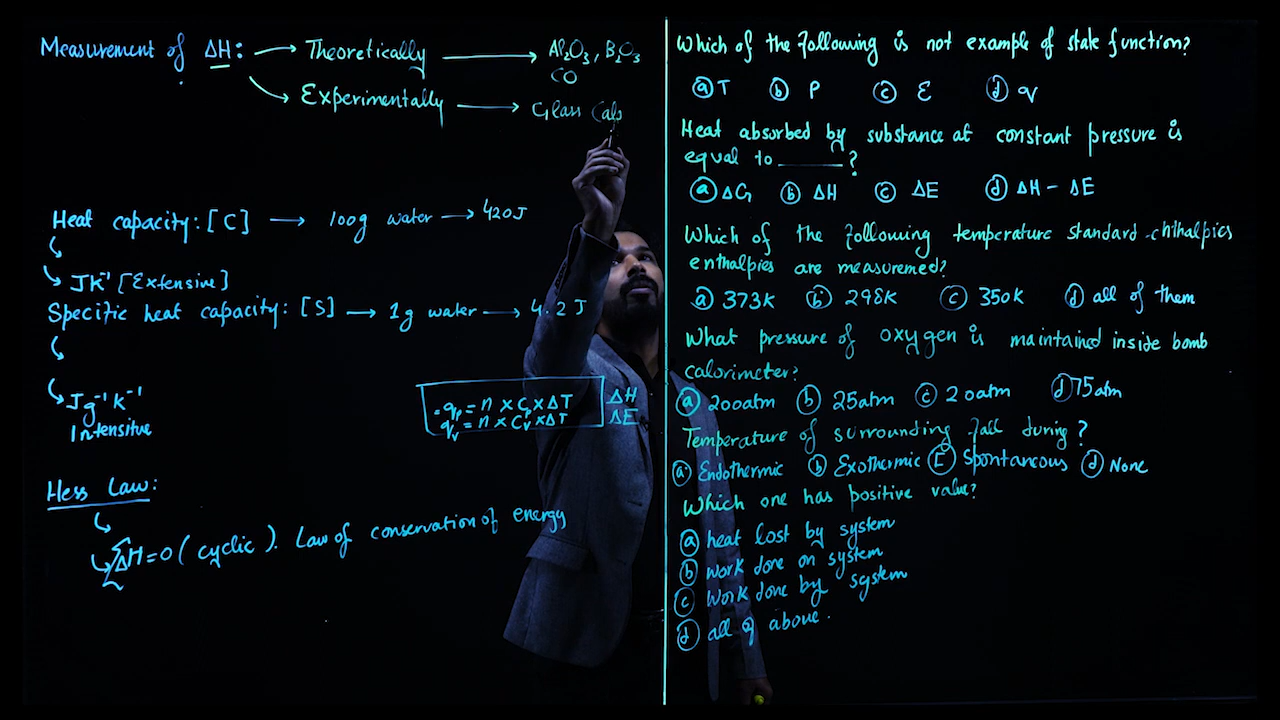 Measurement of ΔH: → Theoretically → Al₂O₃, B₂O₃
CO
→ Experimentally → Glass Calo
Heat capacity: [C] → 100g water → 420J
JK⁻¹ [Extensive]
Specific heat capacity: [S] → 1g water → 4.2 J
Jg⁻¹K⁻¹
Intensitve
qp = n × Cp × ΔT ΔH
qv = n × Cv × ΔT ΔE
Hess Law:
ΣΔH = 0 (cyclic). Law of conservation of energy
Which of the following is not example of state function?
ⓐ T ⓑ P ⓒ E ⓓ q
Heat absorbed by substance at constant pressure is
equal to ______?
ⓐ ΔG ⓑ ΔH ⓒ ΔE ⓓ ΔH − ΔE
Which of the following temperature standard
enthalpies are measuremed?
ⓐ 373K ⓑ 298K ⓒ 350K ⓓ all of them
What pressure of oxygen is maintained inside bomb
calorimeter?
ⓐ 200atm ⓑ 25atm ⓒ 20atm ⓓ 75atm
Temperature of surrounding fall during?
ⓐ Endothermic ⓑ Exothermic Ⓔ Spontaneous ⓓ None
Which one has positive value?
ⓐ heat lost by system
ⓑ work done on system
ⓒ work done by system
ⓓ all of above.